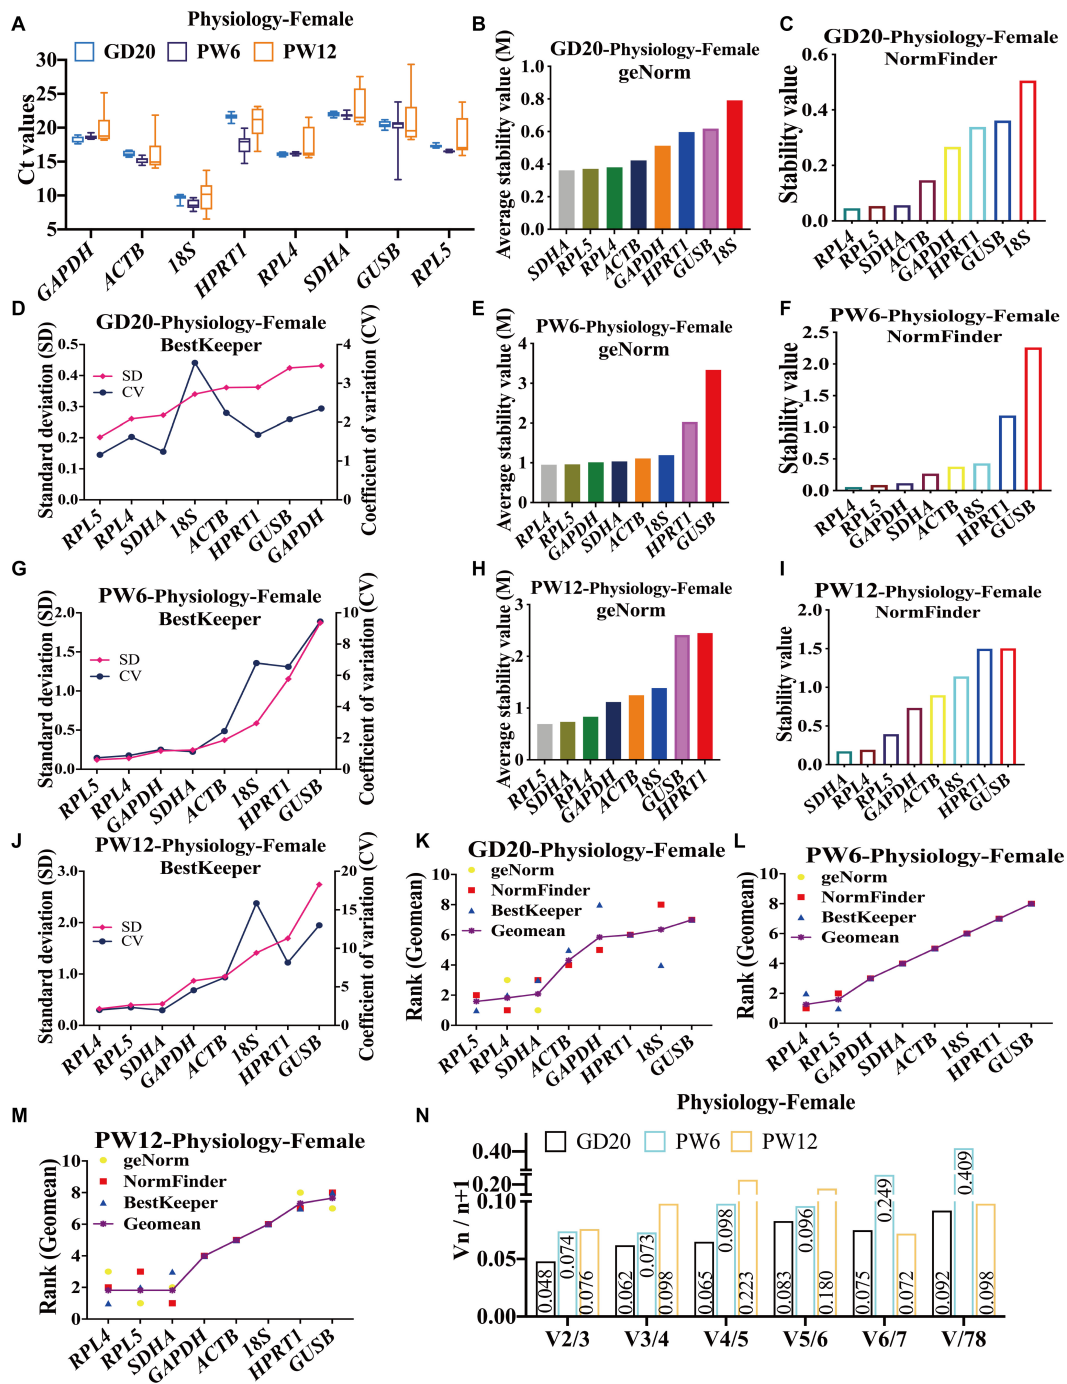 A
Physiology-Female
GD20 PW6 PW12
Ct values
30
25
20
15
10
5
GAPDH ACTB 18S HPRT1 RPL4 SDHA GUSB RPL5
B
GD20-Physiology-Female
geNorm
Average stability value (M)
1.0
0.8
0.6
0.4
0.2
0.0
SDHA RPL5 RPL4 ACTB GAPDH HPRT1 GUSB 18S
C
GD20-Physiology-Female
NormFinder
Stability value
0.6
0.4
0.2
0.0
RPL4 RPL5 SDHA ACTB GAPDH HPRT1 GUSB 18S
D
GD20-Physiology-Female
BestKeeper
Standard deviation (SD)
0.5
0.4
0.3
0.2
0.1
0.0
SD
CV
4
3
2
1
0
Coefficient of variation (CV)
RPL5 RPL4 SDHA 18S ACTB HPRT1 GUSB GAPDH
E
PW6-Physiology-Female
geNorm
Average stability value (M)
4
3
2
1
0
RPL4 RPL5 GAPDH SDHA ACTB 18S HPRT1 GUSB
F
PW6-Physiology-Female
NormFinder
Stability value
2.5
2.0
1.5
1.0
0.5
0.0
RPL4 RPL5 GAPDH SDHA ACTB 18S HPRT1 GUSB
G
PW6-Physiology-Female
BestKeeper
Standard deviation (SD)
2.0
1.5
1.0
0.5
0.0
SD
CV
10
8
6
4
2
0
Coefficient of variation (CV)
RPL5 RPL4 GAPDH SDHA ACTB 18S HPRT1 GUSB
H
PW12-Physiology-Female
geNorm
Average stability value (M)
3
2
1
0
RPL5 SDHA RPL4 GAPDH ACTB 18S GUSB HPRT1
I
PW12-Physiology-Female
NormFinder
Stability value
2.0
1.5
1.0
0.5
0.0
SDHA RPL4 RPL5 GAPDH ACTB 18S HPRT1 GUSB
J
PW12-Physiology-Female
BestKeeper
Standard deviation (SD)
3.0
2.0
1.0
0.0
SD
CV
20
15
10
5
0
Coefficient of variation (CV)
RPL4 RPL5 SDHA GAPDH ACTB 18S HPRT1 GUSB
K
GD20-Physiology-Female
Rank (Geomean)
10
8
6
4
2
0
geNorm
NormFinder
BestKeeper
Geomean
RPL5 RPL4 SDHA ACTB GAPDH HPRT1 18S GUSB
L
PW6-Physiology-Female
Rank (Geomean)
10
8
6
4
2
0
geNorm
NormFinder
BestKeeper
Geomean
RPL4 RPL5 GAPDH SDHA ACTB 18S HPRT1 GUSB
M
PW12-Physiology-Female
Rank (Geomean)
10
8
6
4
2
0
geNorm
NormFinder
BestKeeper
Geomean
RPL4 RPL5 SDHA GAPDH ACTB 18S HPRT1 GUSB
N
Physiology-Female
GD20 PW6 PW12
Vn / n+1
0.40
0.20
0.10
0.05
0.00
0.048 0.074 0.076 0.062 0.073 0.098 0.065 0.098 0.223 0.083 0.096 0.180 0.075 0.249 0.072 0.092 0.409 0.098
V2/3 V3/4 V4/5 V5/6 V6/7 V/78